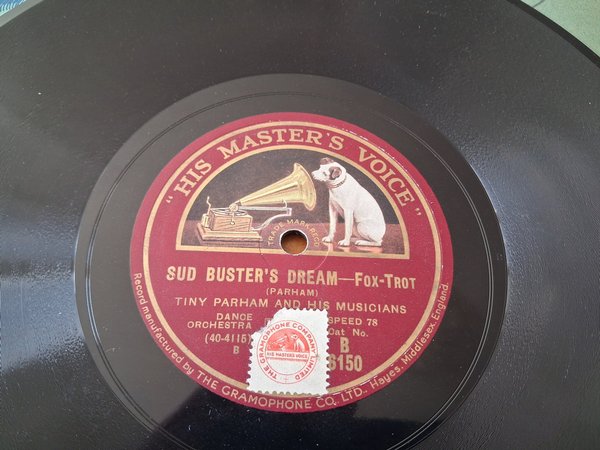 "HIS MASTER'S VOICE"
TRADE MARK REGD
SUD BUSTER'S DREAM—FOX-TROT
(PARHAM)
TINY PARHAM AND HIS MUSICIANS
DANCE SPEED 78
ORCHESTRA Cat No.
(40-4115) B
B 6150
THE GRAMOPHONE COMPANY LIMITED
HIS MASTER'S VOICE
Record manufactured by THE GRAMOPHONE CO. LTD. Hayes, Middlesex, England.